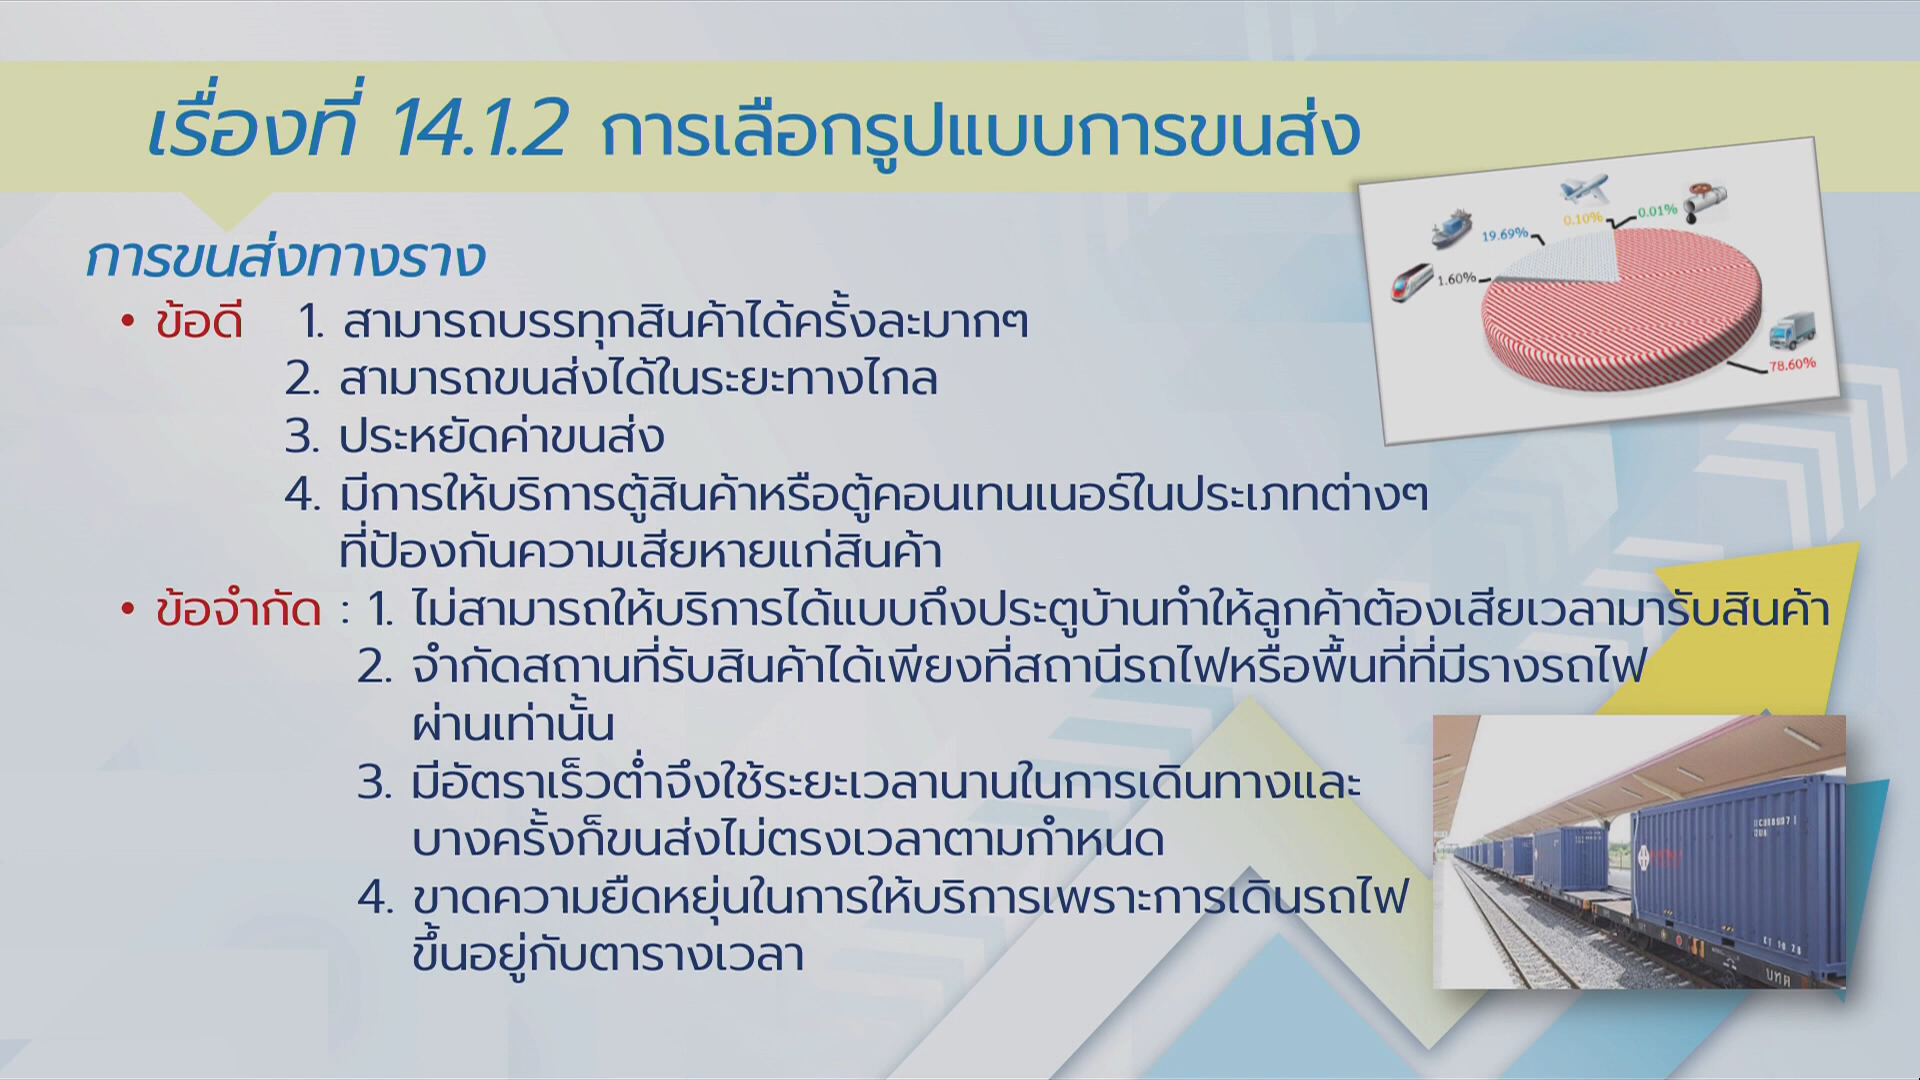 เรื่องที่ 14.1.2 การเลือกรูปแบบการขนส่ง
0.10%
0.01%
19.69%
1.60%
78.60%
การขนส่งทางราง
• ข้อดี 1. สามารถบรรทุกสินค้าได้ครั้งละมากๆ
2. สามารถขนส่งได้ในระยะทางไกล
3. ประหยัดค่าขนส่ง
4. มีการให้บริการตู้สินค้าหรือตู้คอนเทนเนอร์ในประเภทต่างๆ
ที่ป้องกันความเสียหายแก่สินค้า
• ข้อจำกัด : 1. ไม่สามารถให้บริการได้แบบถึงประตูบ้านทำให้ลูกค้าต้องเสียเวลามารับสินค้า
2. จำกัดสถานที่รับสินค้าได้เพียงที่สถานีรถไฟหรือพื้นที่ที่มีรางรถไฟ
ผ่านเท่านั้น
3. มีอัตราเร็วต่ำจึงใช้ระยะเวลานานในการเดินทางและ
บางครั้งก็ขนส่งไม่ตรงเวลาตามกำหนด
4. ขาดความยืดหยุ่นในการให้บริการเพราะการเดินรถไฟ
ขึ้นอยู่กับตารางเวลา
บทต